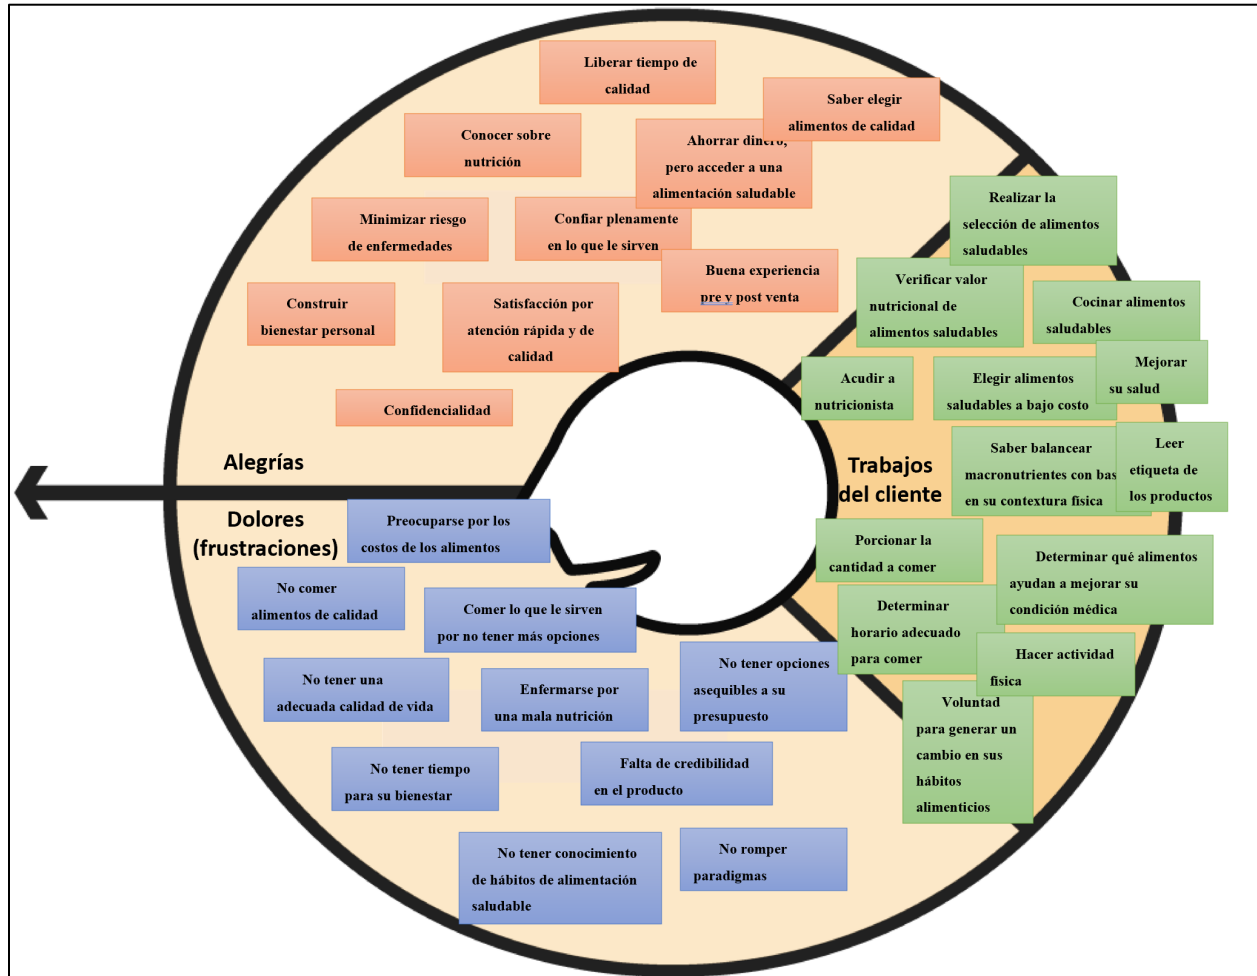 Liberar tiempo de
calidad
Saber elegir
alimentos de calidad
Conocer sobre
nutrición
Ahorrar dinero,
pero acceder a una
alimentación saludable
Minimizar riesgo
de enfermedades
Confiar plenamente
en lo que le sirven
Buena experiencia
pre y post venta
Construir
bienestar personal
Satisfacción por
atención rápida y de
calidad
Confidencialidad
Alegrías
Realizar la
selección de alimentos
saludables
Verificar valor
nutricional de
alimentos saludables
Cocinar alimentos
saludables
Mejorar
su salud
Acudir a
nutricionista
Elegir alimentos
saludables a bajo costo
Trabajos
del cliente
Saber balancear
macronutrientes con bas
en su contextura física
Leer
etiqueta de
los productos
Porcionar la
cantidad a comer
Determinar qué alimentos
ayudan a mejorar su
condición médica
Determinar
horario adecuado
para comer
Hacer actividad
física
Voluntad
para generar un
cambio en sus
hábitos
alimenticios
Dolores
(frustraciones)
Preocuparse por los
costos de los alimentos
No comer
alimentos de calidad
Comer lo que le sirven
por no tener más opciones
No tener una
adecuada calidad de vida
Enfermarse por
una mala nutrición
No tener opciones
asequibles a su
presupuesto
No tener tiempo
para su bienestar
Falta de credibilidad
en el producto
No tener conocimiento
de hábitos de alimentación
saludable
No romper
paradigmas